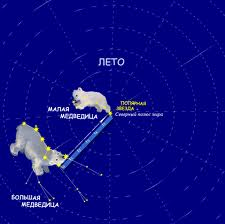 ЛЕТО
МАЛАЯ
МЕДВЕДИЦА
ПОЛЯРНАЯ
ЗВЕЗДА -
Северный полюс мира
БОЛЬШАЯ
МЕДВЕДИЦА